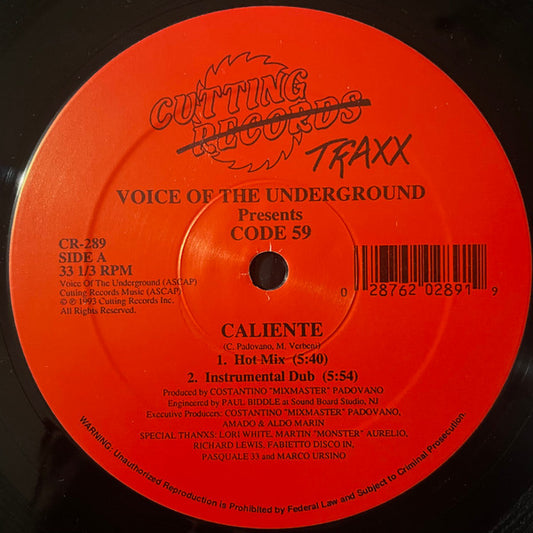 CUTTING
RECORDS
TRAXX
VOICE OF THE UNDERGROUND
Presents
CODE 59
CR-289
SIDE A
33 1/3 RPM
Voice Of The Underground (ASCAP)
Cutting Records Music (ASCAP)
© ℗ 1993 Cutting Records Inc.
All Rights Reserved.
0 28762 02891 9
CALIENTE
(C. Padovano, M. Verbeni)
1. Hot Mix (5:40)
2. Instrumental Dub (5:54)
Produced by COSTANTINO "MIXMASTER" PADOVANO
Engineered by PAUL BIDDLE at Sound Board Studio, NJ
Executive Producers: COSTANTINO "MIXMASTER" PADOVANO,
AMADO & ALDO MARIN
SPECIAL THANXS: LORI WHITE, MARTIN "MONSTER" AURELIO,
RICHARD LEWIS, FABIETTO DISCO IN,
PASQUALE 33 and MARCO URSINO
WARNING: Unauthorized Reproduction is Prohibited by Federal Law and Subject to Criminal Prosecution.